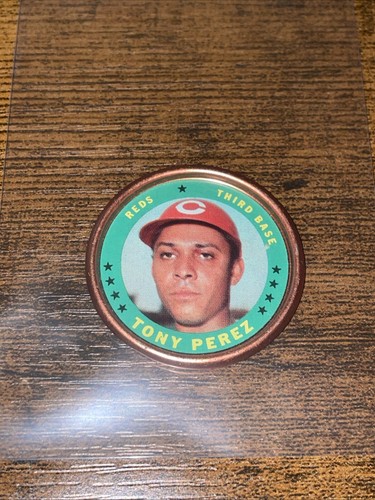 REDS ★ THIRD BASE
C
TONY PEREZ